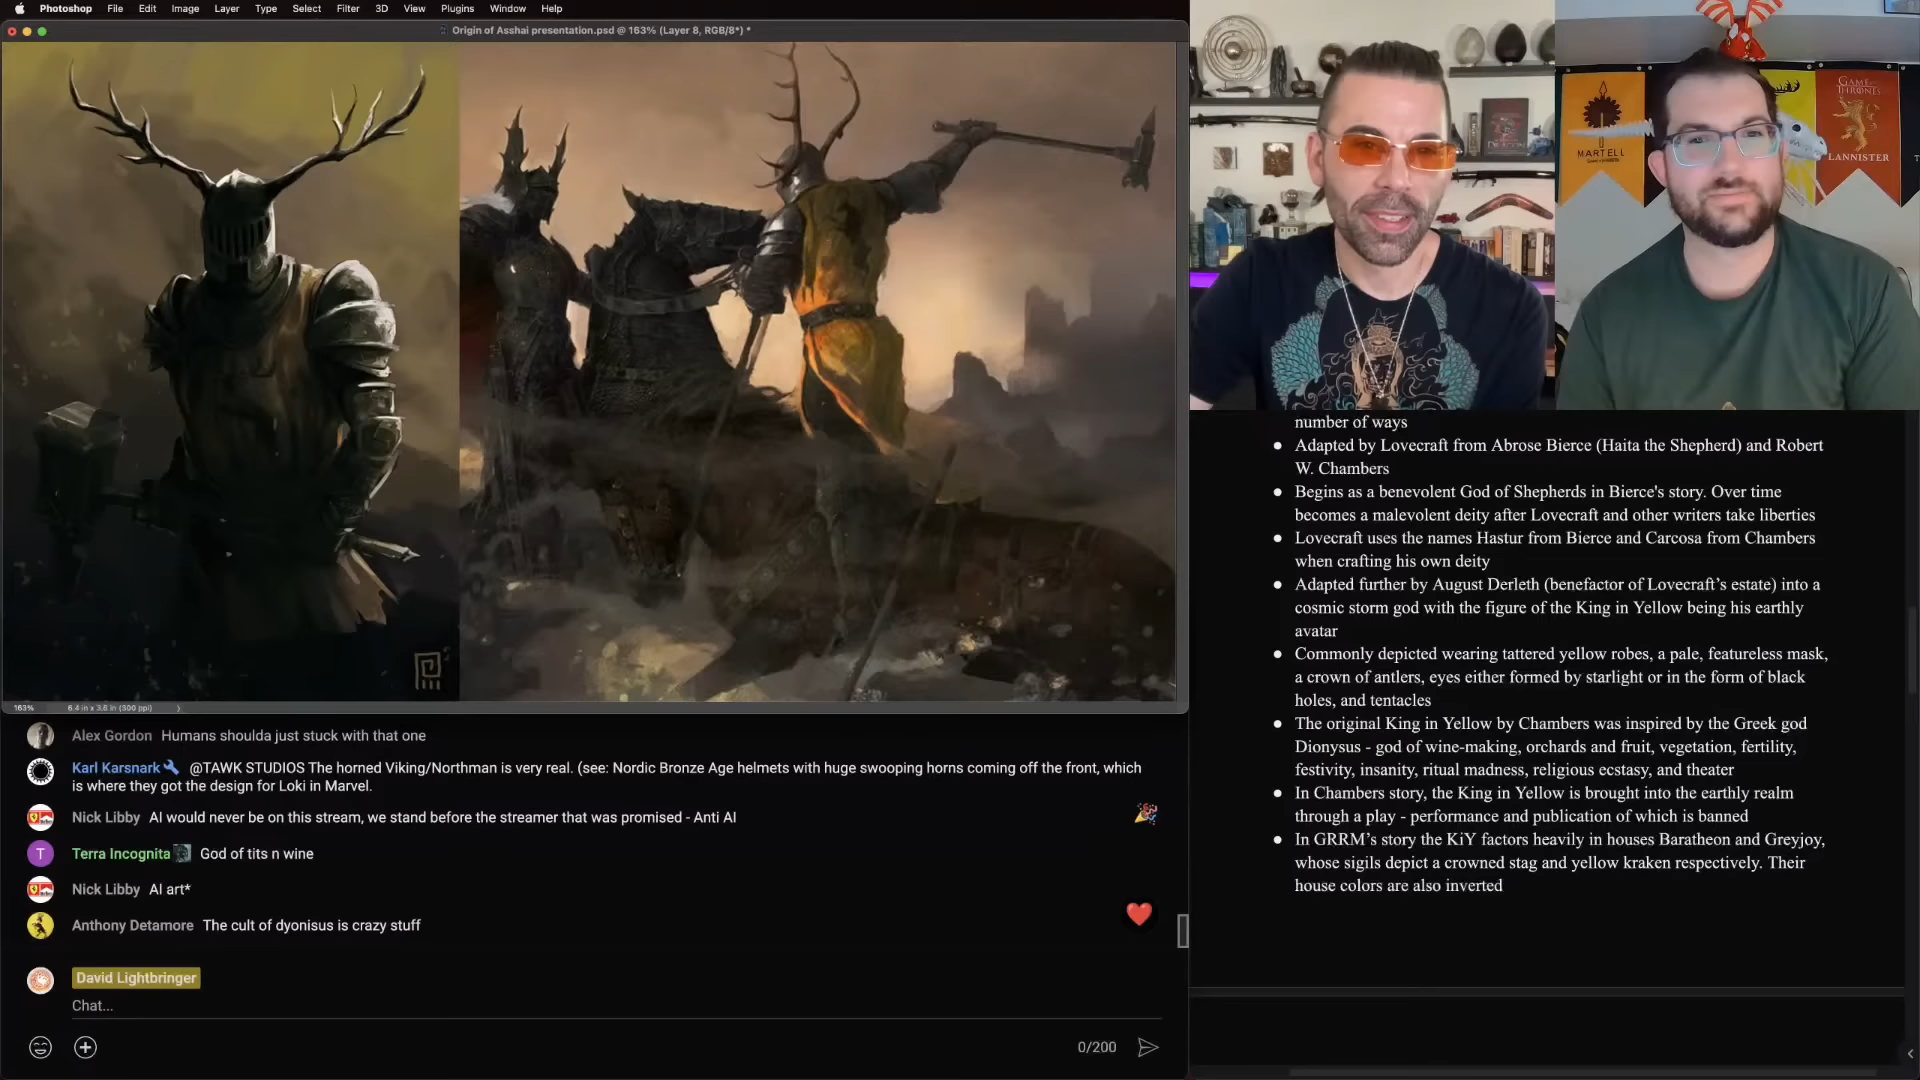 Photoshop File Edit Image Layer Type Select Filter 3D View Plugins Window Help
Origin of Asshai presentation.psd @ 163% (Layer 8, RGB/8*) *
MARTELL
GAME OF THRONES
LANNISTER
DRAGON
163% 6.4 in x 3.8 in (300 ppi)
number of ways
● Adapted by Lovecraft from Abrose Bierce (Haita the Shepherd) and Robert
W. Chambers
● Begins as a benevolent God of Shepherds in Bierce's story. Over time
becomes a malevolent deity after Lovecraft and other writers take liberties
● Lovecraft uses the names Hastur from Bierce and Carcosa from Chambers
when crafting his own deity
● Adapted further by August Derleth (benefactor of Lovecraft’s estate) into a
cosmic storm god with the figure of the King in Yellow being his earthly
avatar
● Commonly depicted wearing tattered yellow robes, a pale, featureless mask,
a crown of antlers, eyes either formed by starlight or in the form of black
holes, and tentacles
● The original King in Yellow by Chambers was inspired by the Greek god
Dionysus - god of wine-making, orchards and fruit, vegetation, fertility,
festivity, insanity, ritual madness, religious ecstasy, and theater
● In Chambers story, the King in Yellow is brought into the earthly realm
through a play - performance and publication of which is banned
● In GRRM’s story the KiY factors heavily in houses Baratheon and Greyjoy,
whose sigils depict a crowned stag and yellow kraken respectively. Their
house colors are also inverted
Alex Gordon Humans shoulda just stuck with that one
Karl Karsnark @TAWK STUDIOS The horned Viking/Northman is very real. (see: Nordic Bronze Age helmets with huge swooping horns coming off the front, which
is where they got the design for Loki in Marvel.
Nick Libby AI would never be on this stream, we stand before the streamer that was promised - Anti AI
T Terra Incognita God of tits n wine
Nick Libby AI art*
Anthony Detamore The cult of dyonisus is crazy stuff
David Lightbringer
Chat...
0/200